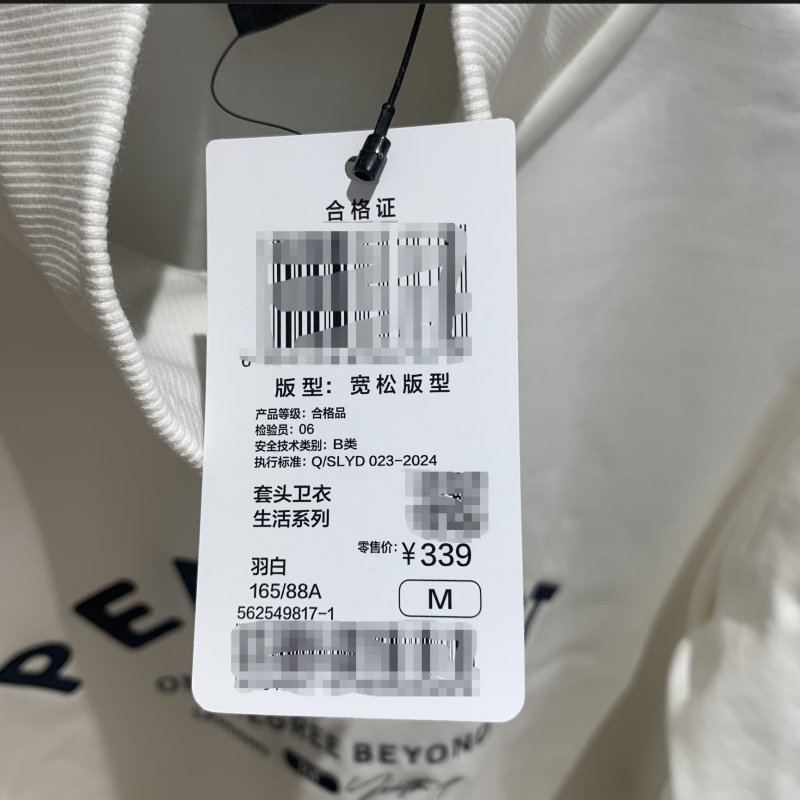 合格证
版型: 宽松版型
产品等级: 合格品
检验员: 06
安全技术类别: B类
执行标准: Q/SLYD 023-2024
套头卫衣
生活系列
零售价: ¥339
羽白
165/88A
M
562549817-1
PE
DEGREE BEYOND